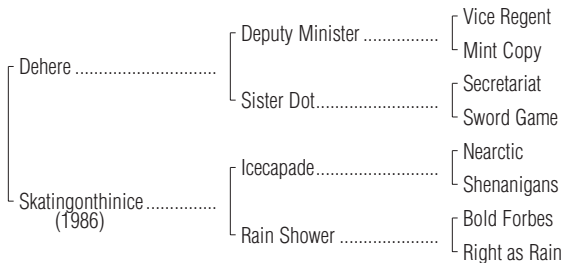 Vice Regent
Deputy Minister ................
Mint Copy
Dehere .............................
Secretariat
Sister Dot..........................
Sword Game
Nearctic
Icecapade..........................
Shenanigans
Skatingonthinice ...............
(1986)
Bold Forbes
Rain Shower .....................
Right as Rain